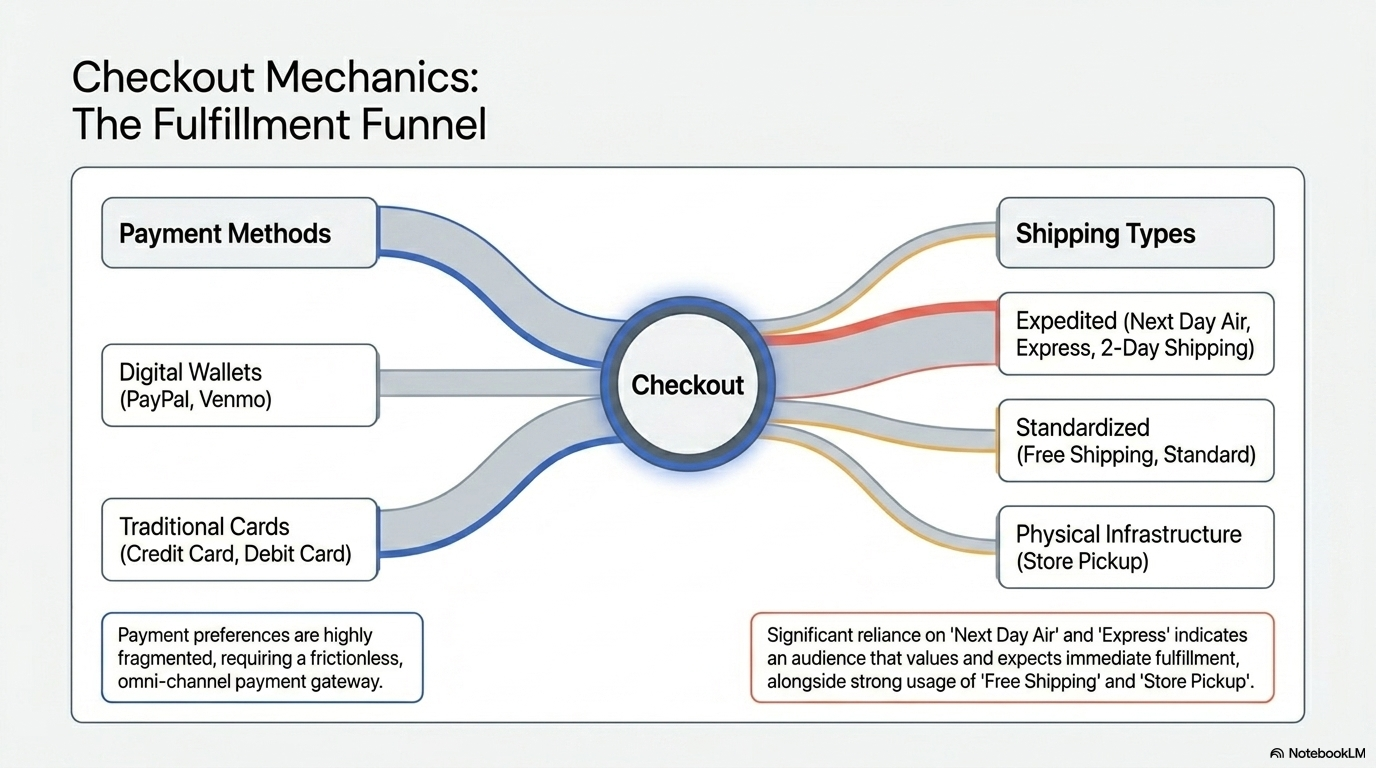 Checkout Mechanics:
The Fulfillment Funnel
Payment Methods
Digital Wallets
(PayPal, Venmo)
Traditional Cards
(Credit Card, Debit Card)
Payment preferences are highly
fragmented, requiring a frictionless,
omni-channel payment gateway.
Checkout
Shipping Types
Expedited (Next Day Air,
Express, 2-Day Shipping)
Standardized
(Free Shipping, Standard)
Physical Infrastructure
(Store Pickup)
Significant reliance on 'Next Day Air' and 'Express' indicates
an audience that values and expects immediate fulfillment,
alongside strong usage of 'Free Shipping' and 'Store Pickup'.
NotebookLM